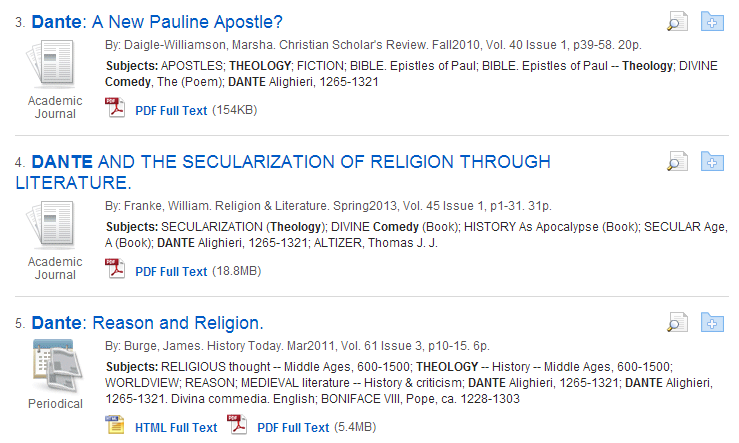 3. Dante: A New Pauline Apostle?
By: Daigle-Williamson, Marsha. Christian Scholar's Review. Fall2010, Vol. 40 Issue 1, p39-58. 20p.
Subjects: APOSTLES; THEOLOGY; FICTION; BIBLE. Epistles of Paul; BIBLE. Epistles of Paul -- Theology; DIVINE
Comedy, The (Poem); DANTE Alighieri, 1265-1321
Academic
Journal
PDF Full Text (154KB)
4. DANTE AND THE SECULARIZATION OF RELIGION THROUGH
LITERATURE.
By: Franke, William. Religion & Literature. Spring2013, Vol. 45 Issue 1, p1-31. 31p.
Subjects: SECULARIZATION (Theology); DIVINE Comedy (Book); HISTORY As Apocalypse (Book); SECULAR Age,
A (Book); DANTE Alighieri, 1265-1321; ALTIZER, Thomas J. J.
Academic
Journal
PDF Full Text (18.8MB)
5. Dante: Reason and Religion.
By: Burge, James. History Today. Mar2011, Vol. 61 Issue 3, p10-15. 6p.
Subjects: RELIGIOUS thought -- Middle Ages, 600-1500; THEOLOGY -- History -- Middle Ages, 600-1500;
WORLDVIEW; REASON; MEDIEVAL literature -- History & criticism; DANTE Alighieri, 1265-1321; DANTE Alighieri,
1265-1321. Divina commedia. English; BONIFACE VIII, Pope, ca. 1228-1303
Periodical
HTML Full Text PDF Full Text (5.4MB)